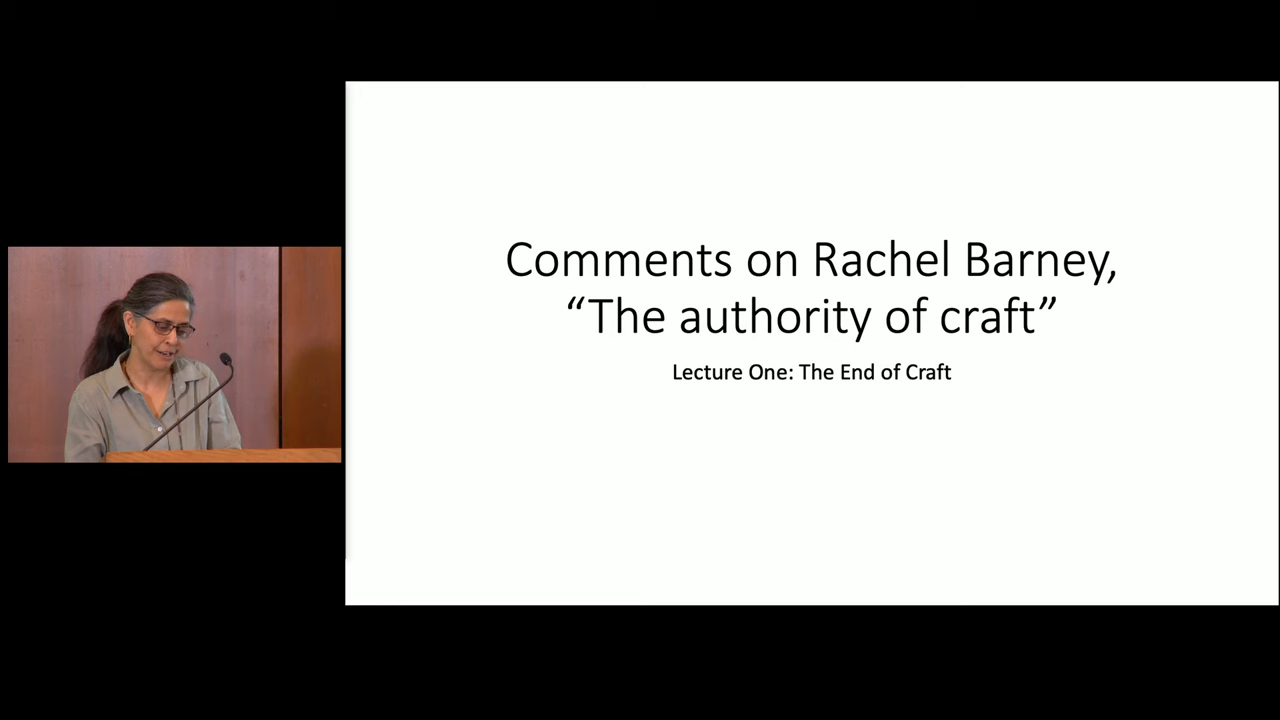 Comments on Rachel Barney,
“The authority of craft”
Lecture One: The End of Craft